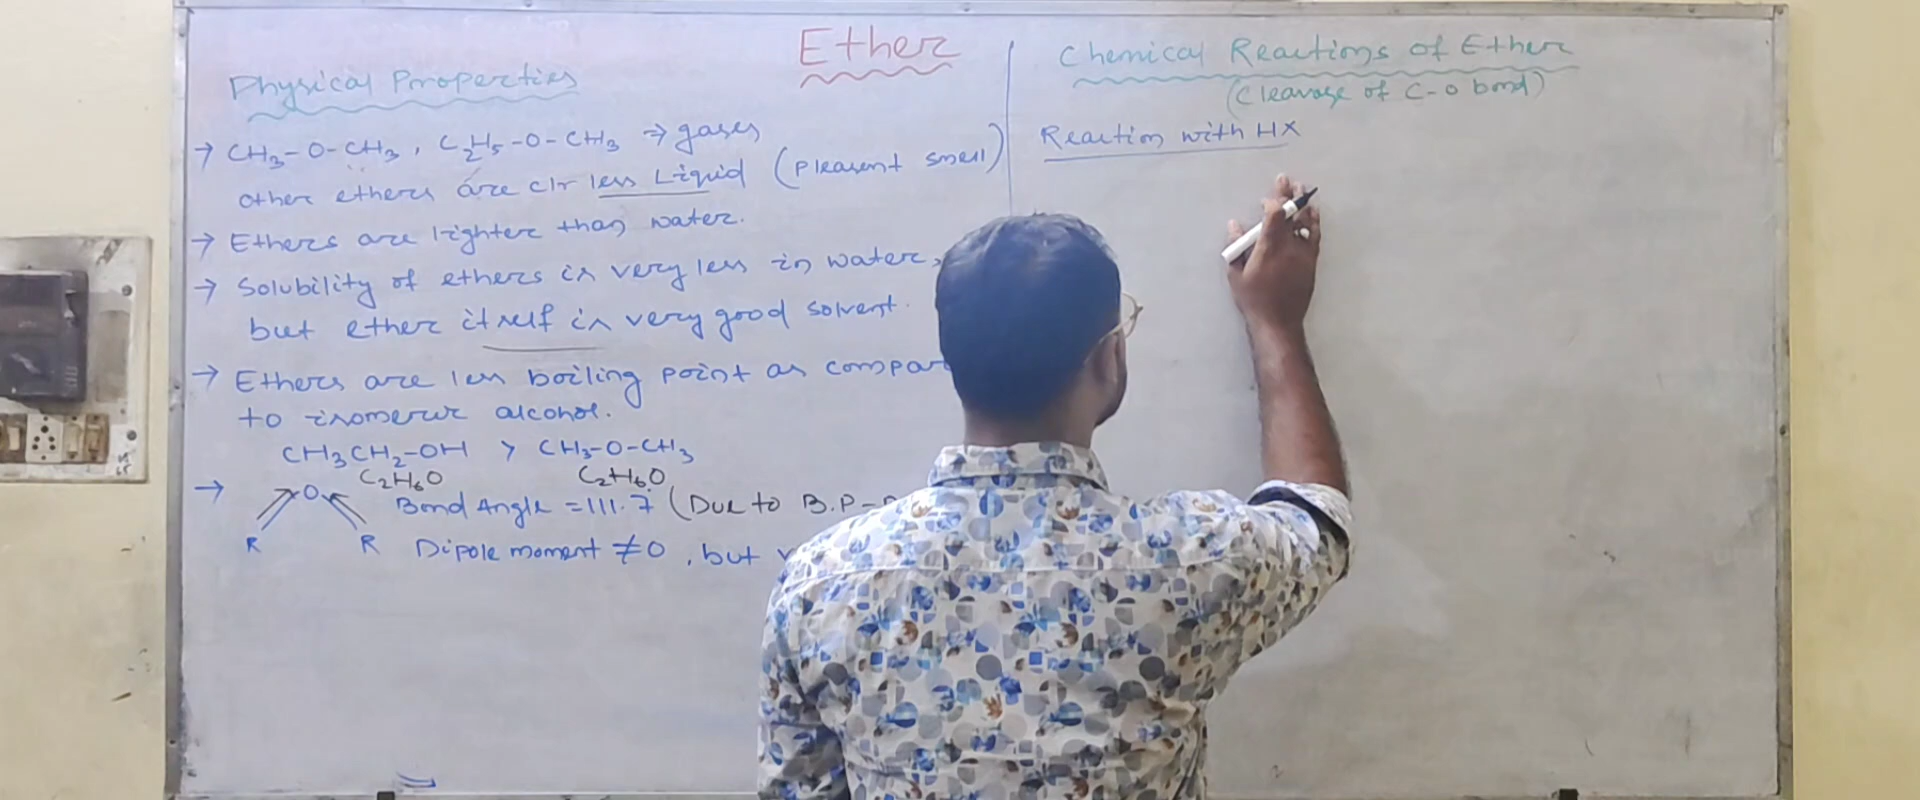 Ether
Physical Properties
→ CH3-O-CH3, C2H5-O-CH3 ⇒ gases
other ethers are clr less Liquid (Pleasent smell)
→ Ethers are lighter than water.
→ Solubility of ethers is very less in water,
but ether itself is very good solvent.
→ Ethers are less boiling point as compar
to isomeric alcohol.
CH3CH2-OH > CH3-O-CH3
C2H6O C2H6O
→ O
R R
Bond Angle = 111.7 (Due to B.P-
Dipole moment ≠ 0, but
Chemical Reactions of Ether
(Cleavage of C-O bond)
Reaction with HX